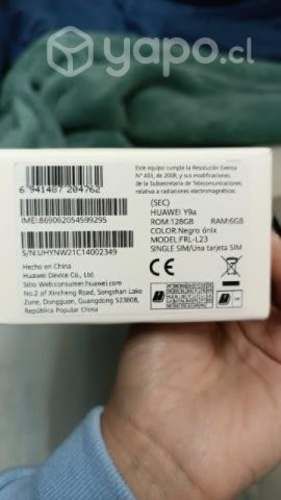 yapo.cl
Este equipo cumple la Resolución Exenta
N° 403, de 2008, y sus modificaciones
de la Subsecretaría de Telecomunicaciones
relativa a radiaciones electromagnéticas.
6 941487 204762
IMEI:869062054599295
S/N:UHYNW21C14002349
(SEC)
HUAWEI Y9a
ROM:128GB RAM:6GB
COLOR:Negro ónix
MODEL:FRL-L23
SINGLE SIM/Una tarjeta SIM
Hecho en China
Huawei Device Co., Ltd.
Sitio Web:consumer.huawei.com
No.2 of Xincheng Road, Songshan Lake
Zone, Dongguan, Guangdong 523808,
República Popular China
CE